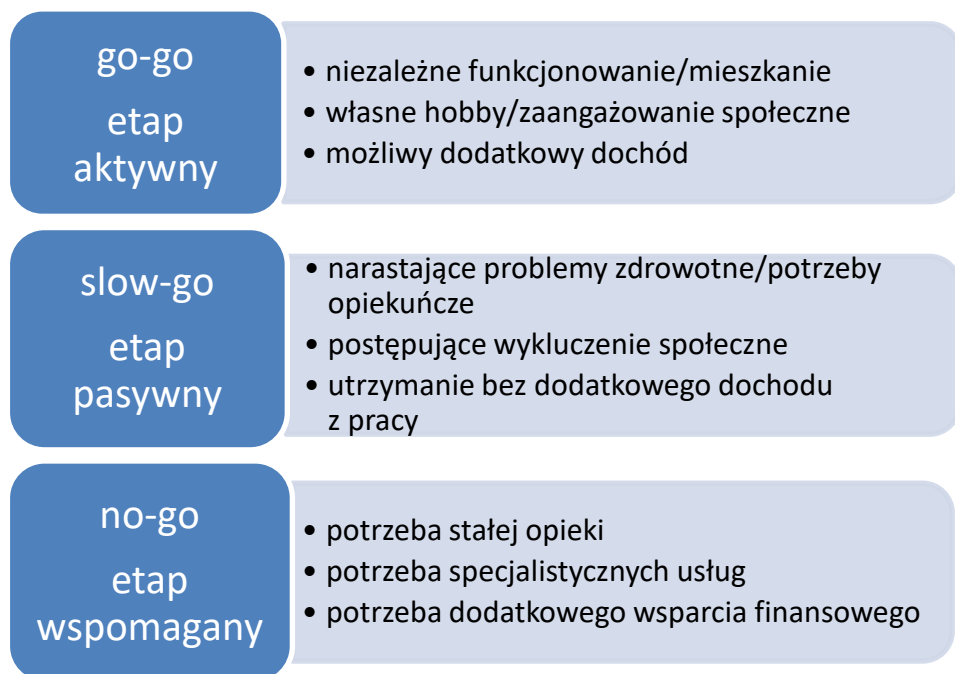 go-go
etap
aktywny
• niezależne funkcjonowanie/mieszkanie
• własne hobby/zaangażowanie społeczne
• możliwy dodatkowy dochód
slow-go
etap
pasywny
• narastające problemy zdrowotne/potrzeby
opiekuńcze
• postępujące wykluczenie społeczne
• utrzymanie bez dodatkowego dochodu
z pracy
no-go
etap
wspomagany
• potrzeba stałej opieki
• potrzeba specjalistycznych usług
• potrzeba dodatkowego wsparcia finansowego